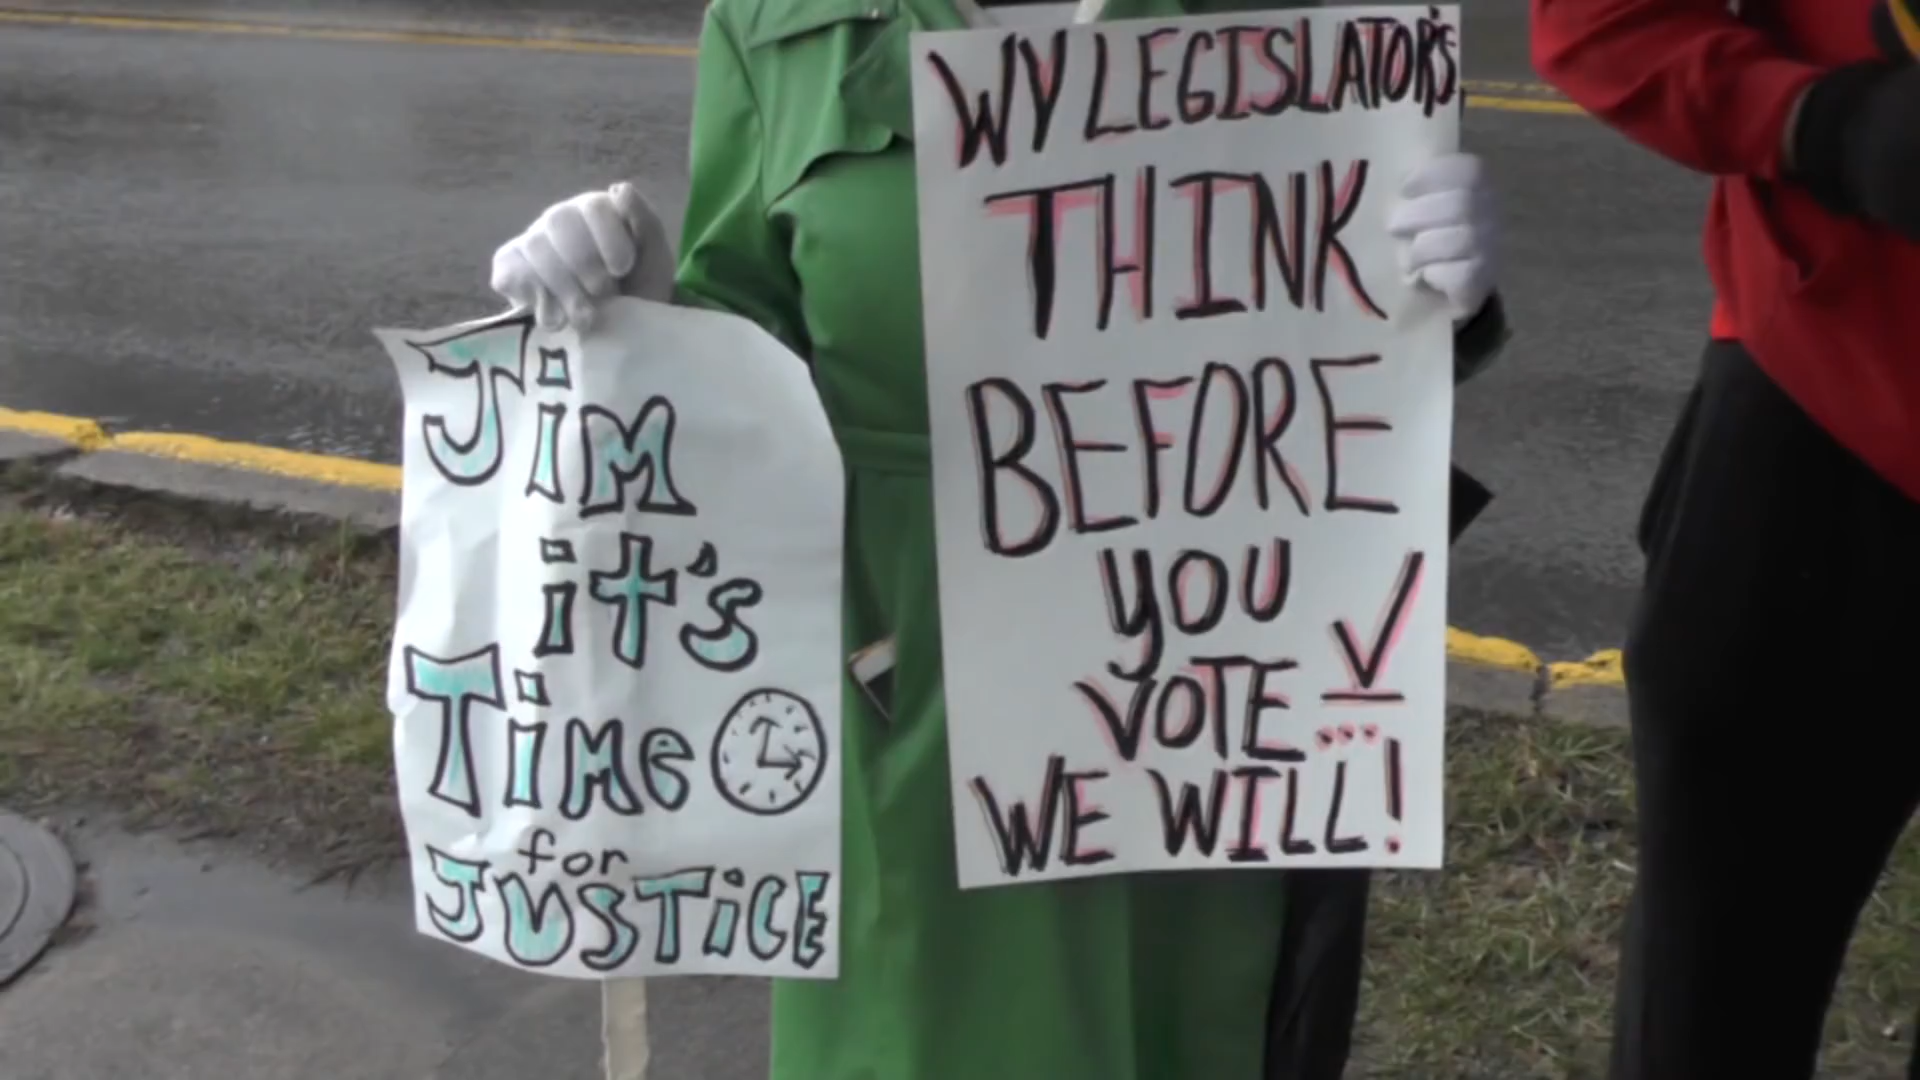 Jim
it's
Time
for
JUSTICE
WV LEGISLATOR'S
THINK
BEFORE
YOU
VOTE...
WE WILL!